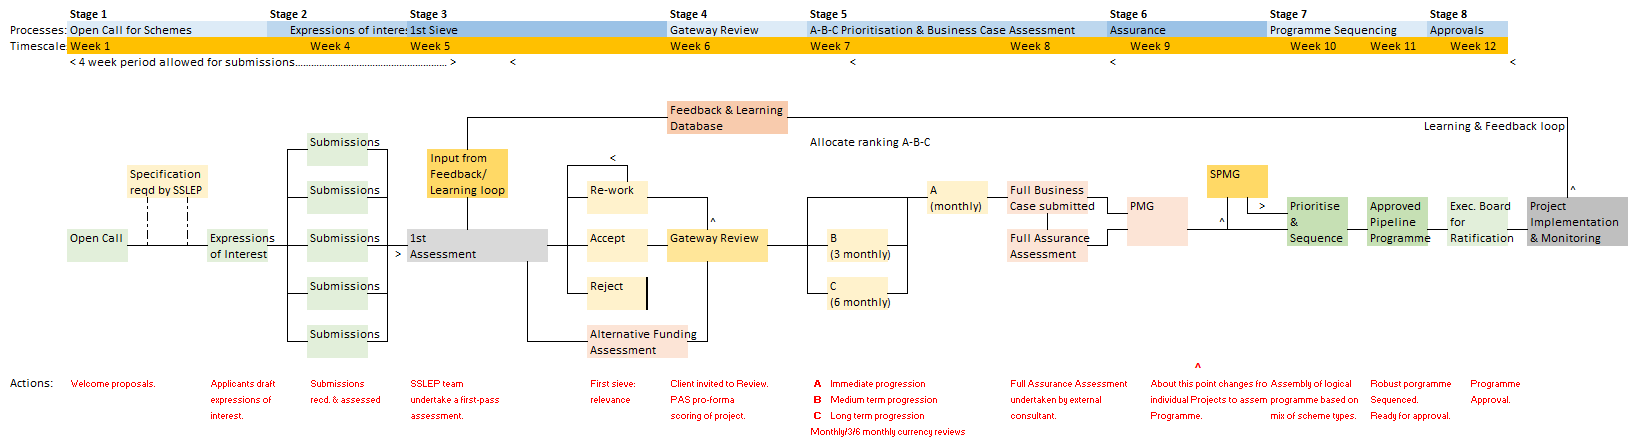 Stage 1 Stage 2 Stage 3 Stage 4 Stage 5 Stage 6 Stage 7 Stage 8
Processes: Open Call for Schemes Expressions of interes 1st Sieve Gateway Review A-B-C Prioritisation & Business Case Assessment Assurance Programme Sequencing Approvals
Timescale: Week 1 Week 4 Week 5 Week 6 Week 7 Week 8 Week 9 Week 10 Week 11 Week 12
< 4 week period allowed for submissions................................................... > < < < <
Feedback & Learning
Database
Learning & Feedback loop
Allocate ranking A-B-C
Specification
reqd by SSLEP
Open Call
Expressions
of Interest
Submissions
Submissions
Submissions
Submissions
Submissions
>
Input from
Feedback/
Learning loop
1st
Assessment
<
Re-work
Accept
Reject
Alternative Funding
Assessment
^
Gateway Review
A
(monthly)
B
(3 monthly)
C
(6 monthly)
Full Business
Case submitted
Full Assurance
Assessment
PMG
SPMG
^
>
Prioritise
&
Sequence
Approved
Pipeline
Programme
Exec. Board
for
Ratification
^
Project
Implementation
& Monitoring
^
Actions:
Welcome proposals.
Applicants draft
expressions of
interest.
Submissions
recd. & assessed
SSLEP team
undertake a first-pass
assessment.
First sieve:
relevance
Client invited to Review.
PAS pro-forma
scoring of project.
A Immediate progression
B Medium term progression
C Long term progression
Monthly/3/6 monthly currency reviews
Full Assurance Assessment
undertaken by external
consultant.
About this point changes fro
individual Projects to assem
Programme.
Assembly of logical
programme based on
mix of scheme types.
Robust porgramme
Sequenced.
Ready for approval.
Programme
Approval.